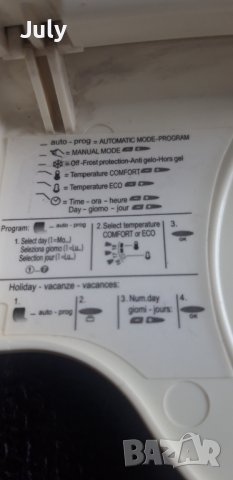 July
auto - prog = AUTOMATIC MODE-PROGRAM
= MANUAL MODE
= Off -Frost protection-Anti gelo-Hors gel
= Temperature COMFORT
= Temperature ECO
= Time - ora - heure
Day - giorno - jour
Program: - auto - prog
1. Select day (1=Mo...)
Seleziona giorno (1=Lu...)
Selection jour (1=Lu...)
1 - 7
2. Select temperature
COMFORT or ECO
3.
OK
Holiday - vacanze - vacances:
1.
- auto - prog
2.
3. Num.day
giorni - jours:
4.
OK
BAZAR